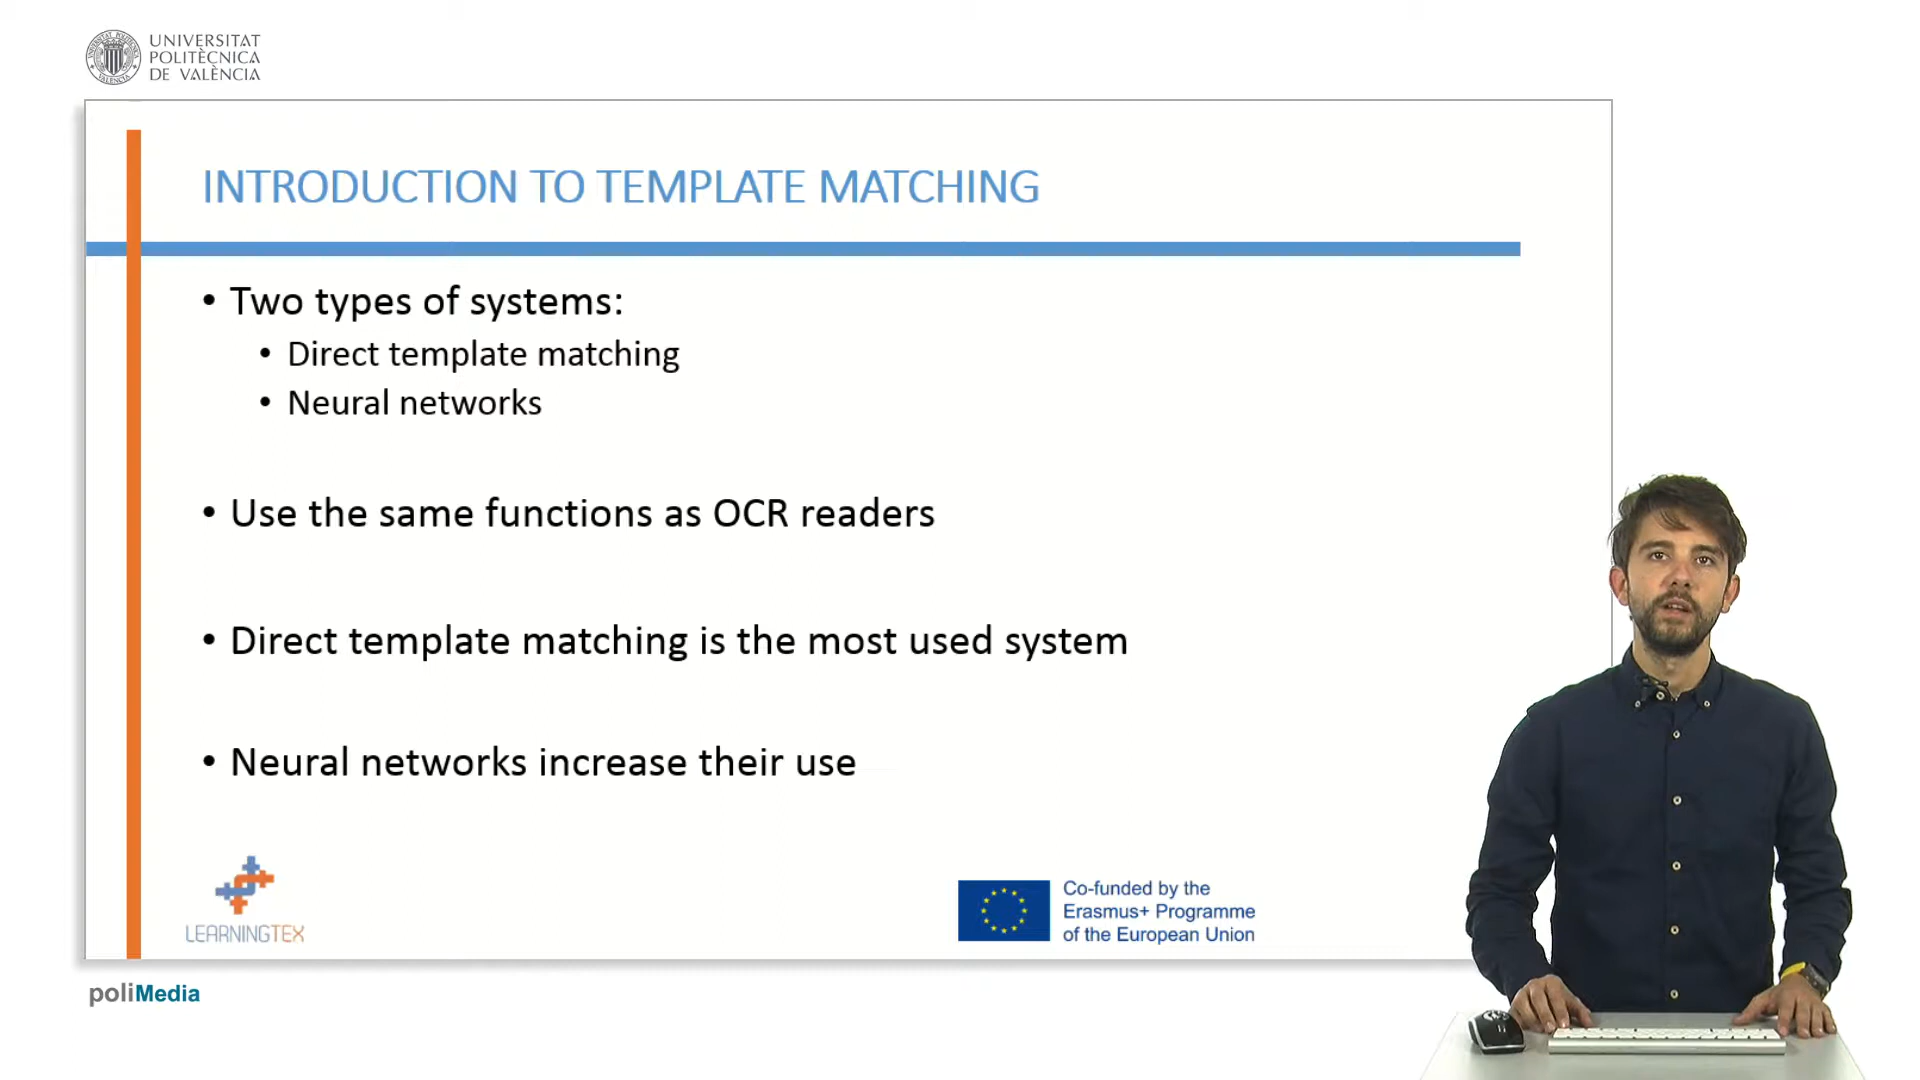 UNIVERSITAT
POLITÈCNICA
DE VALÈNCIA
INTRODUCTION TO TEMPLATE MATCHING
• Two types of systems:
• Direct template matching
• Neural networks
• Use the same functions as OCR readers
• Direct template matching is the most used system
• Neural networks increase their use
LEARNINGTEX
Co-funded by the
Erasmus+ Programme
of the European Union
poliMedia